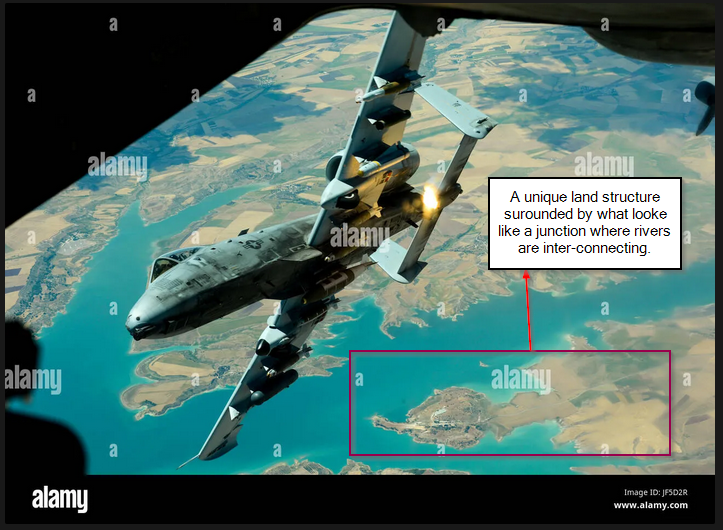 a
a
a
a
a
alamy
alamy
A unique land structure
surounded by what looke
like a junction where rivers
are inter-connecting.
alamy
a
a
alamy
a
alamy
a
a
a
a
alamy
Image ID: JF5D2R
www.alamy.com